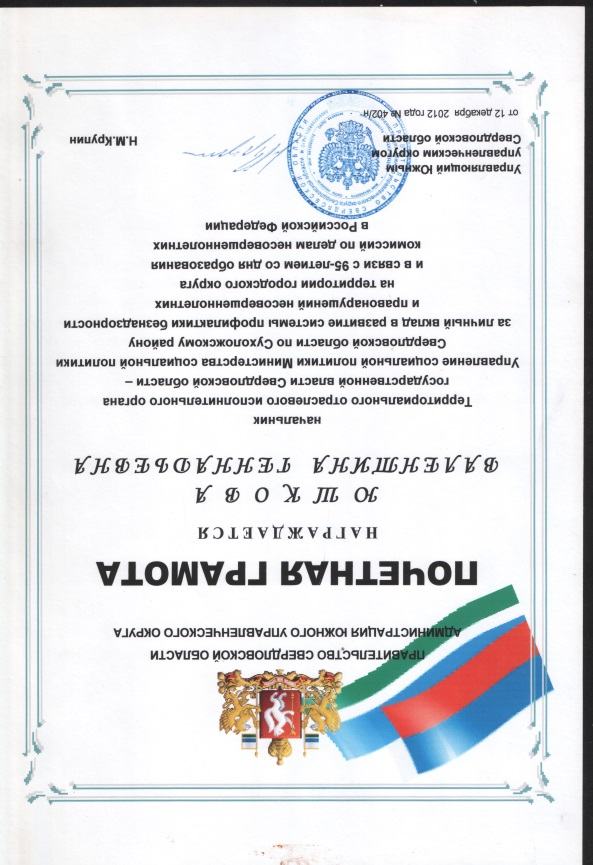 ПРАВИТЕЛЬСТВО СВЕРДЛОВСКОЙ ОБЛАСТИ
АДМИНИСТРАЦИЯ ЮЖНОГО УПРАВЛЕНЧЕСКОГО ОКРУГА
ПОЧЕТНАЯ ГРАМОТА
НАГРАЖДАЕТСЯ
ЮШКОВА
ВАЛЕНТИНА ГЕННАДЬЕВНА
начальник
Территориального отраслевого исполнительного органа
государственной власти Свердловской области –
Управление социальной политики Министерства социальной политики
Свердловской области по Сухоложскому району
за личный вклад в развитие системы профилактики безнадзорности
и правонарушений несовершеннолетних
на территории городского округа
и в связи с 95-летием со дня образования
комиссий по делам несовершеннолетних
в Российской Федерации
Управляющий Южным
управленческим округом
Свердловской области
Н.М.Крупин
от 12 декабря 2012 года № 402/н